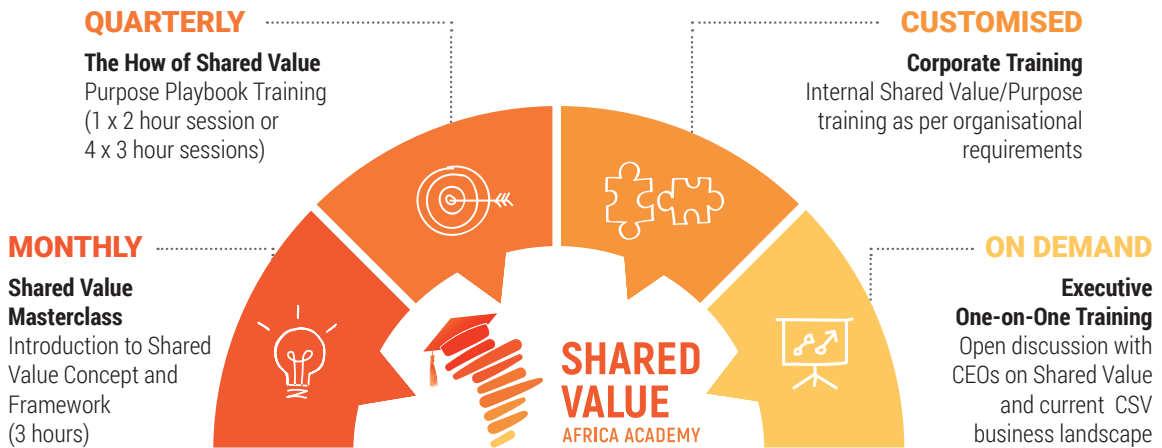 QUARTERLY
The How of Shared Value
Purpose Playbook Training
(1 x 2 hour session or
4 x 3 hour sessions)
CUSTOMISED
Corporate Training
Internal Shared Value/Purpose
training as per organisational
requirements
MONTHLY
Shared Value
Masterclass
Introduction to Shared
Value Concept and
Framework
(3 hours)
ON DEMAND
Executive
One-on-One Training
Open discussion with
CEOs on Shared Value
and current CSV
business landscape
SHARED
VALUE
AFRICA ACADEMY